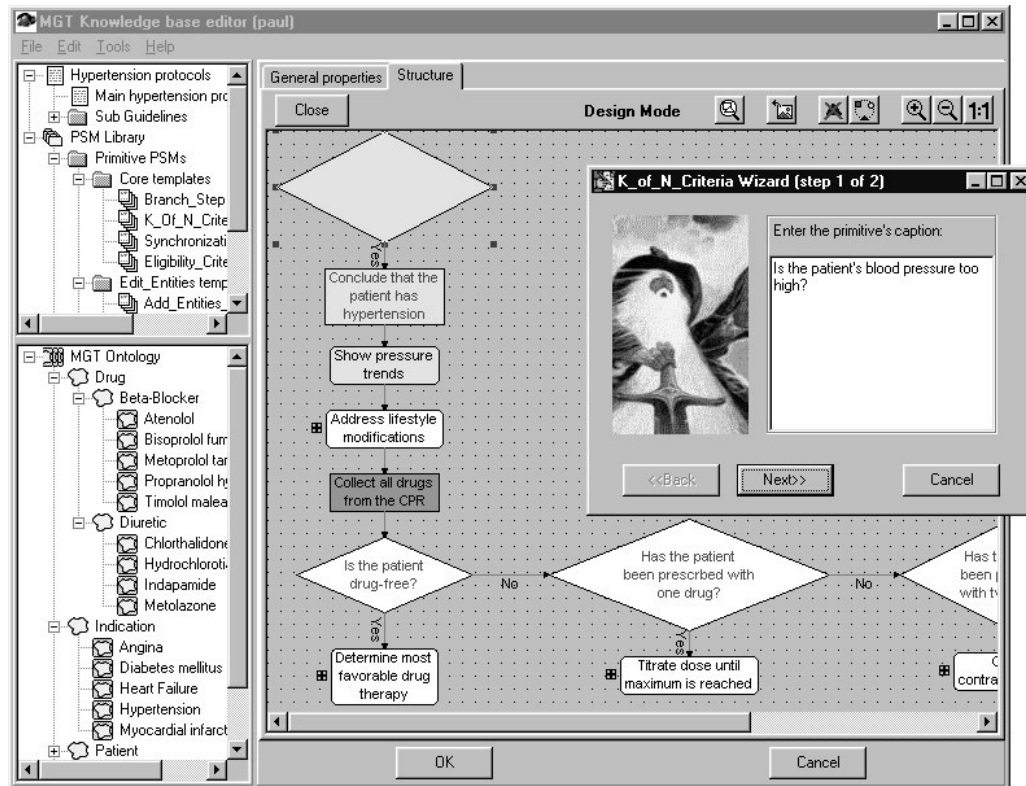 MGT Knowledge base editor (paul)
File Edit Tools Help
Hypertension protocols
Main hypertension prc
Sub Guidelines
PSM Library
Primitive PSMs
Core templates
Branch_Step
K_Of_N_Crite
Synchronizati
Eligibility_Crite
Edit_Entities temp
Add_Entities_
MGT Ontology
Drug
Beta-Blocker
Atenolol
Bisoprolol fum
Metoprolol tar
Propranolol hy
Timolol malea
Diuretic
Chlorthalidone
Hydrochloroti
Indapamide
Metolazone
Indication
Angina
Diabetes mellitus
Heart Failure
Hypertension
Myocardial infarct
Patient
General properties Structure
Close Design Mode 1:1
Yes
Conclude that the
patient has
hypertension
Show pressure
trends
Address lifestyle
modifications
Collect all drugs
from the CPR
Is the patient
drug-free?
No
Has the patient
been prescrbed with
one drug?
No
Has t
been p
with tv
Yes
Determine most
favorable drug
therapy
Yes
Titrate dose until
maximum is reached
C
contra
K_of_N_Criteria Wizard (step 1 of 2)
Enter the primitive's caption:
Is the patient's blood pressure too
high?
<<Back Next>> Cancel
OK Cancel